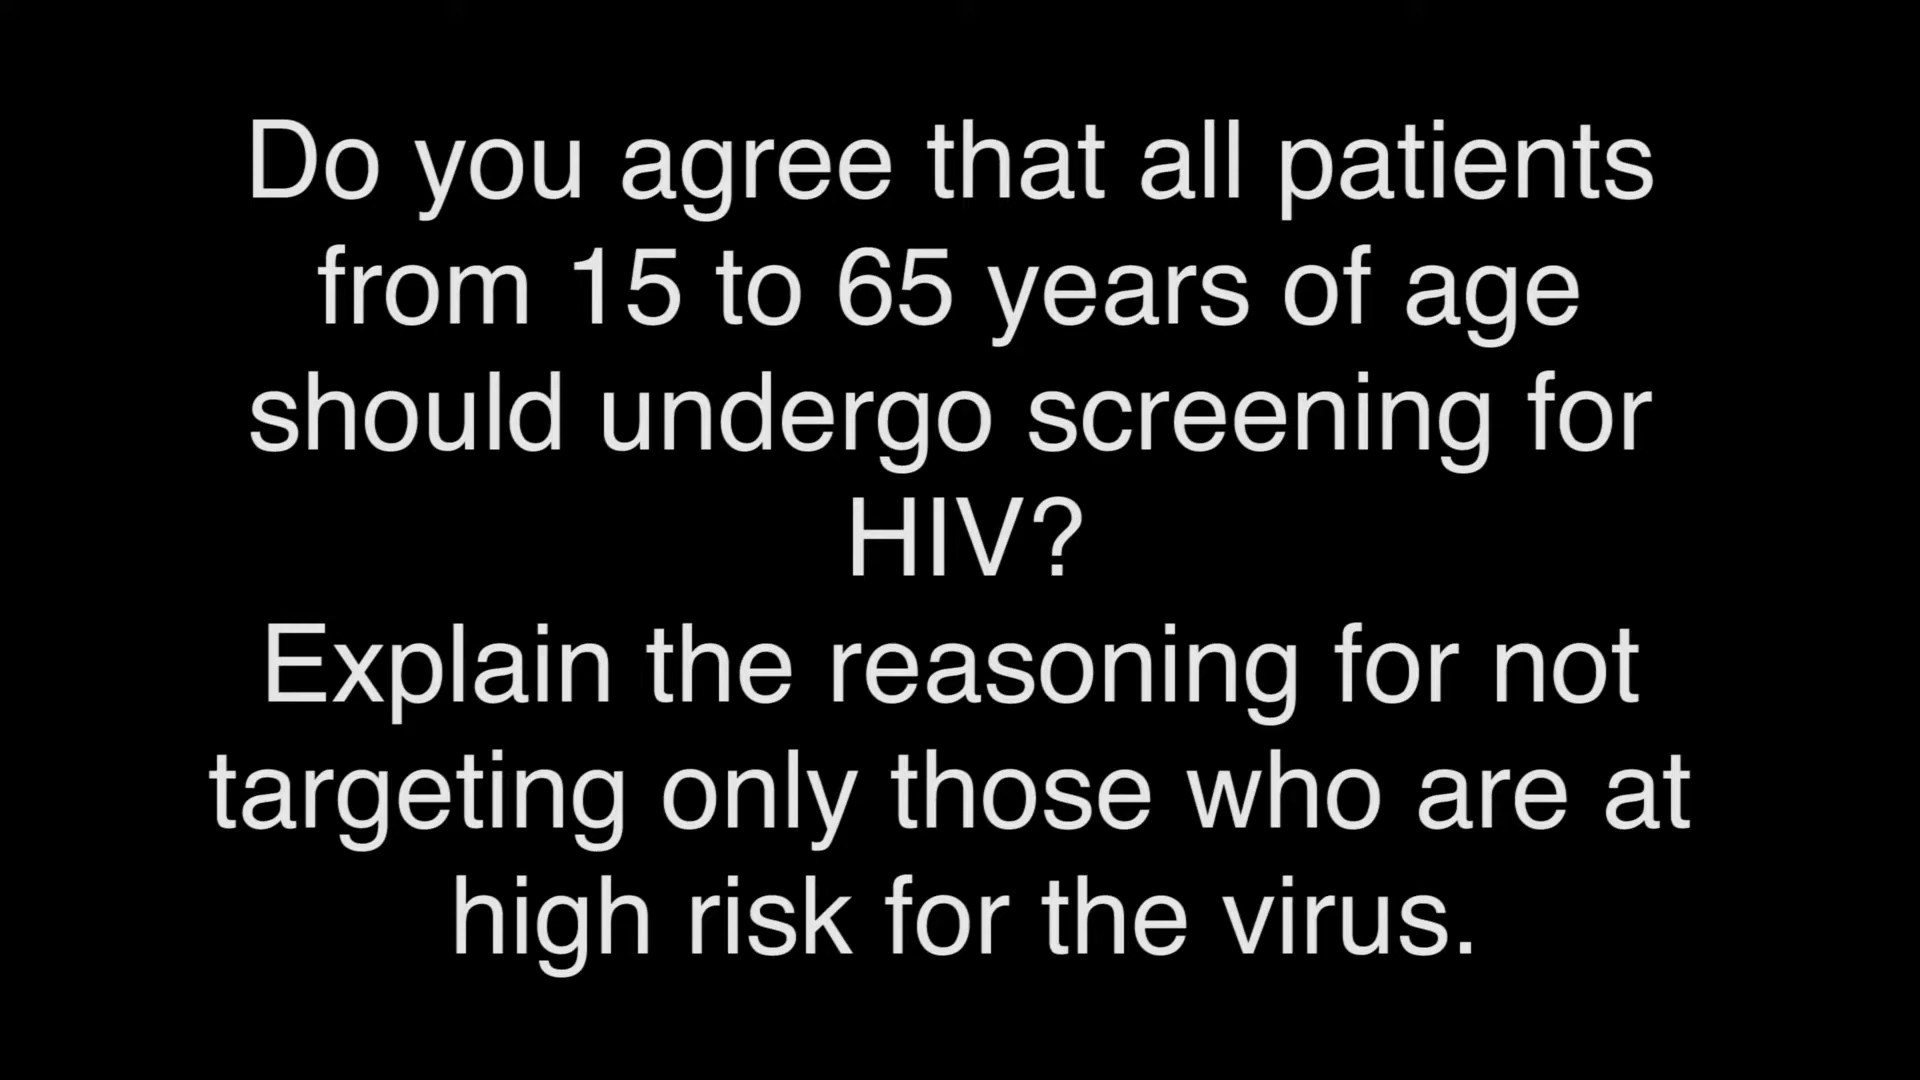 Do you agree that all patients
from 15 to 65 years of age
should undergo screening for
HIV?
Explain the reasoning for not
targeting only those who are at
high risk for the virus.